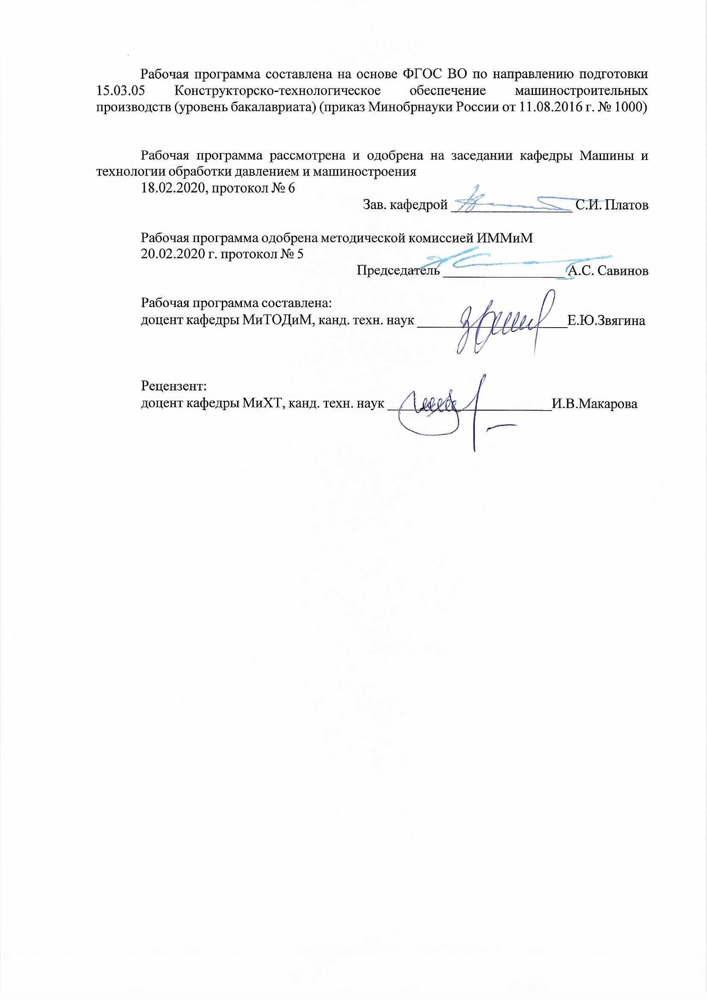 Рабочая программа составлена на основе ФГОС ВО по направлению подготовки
15.03.05 Конструкторско-технологическое обеспечение машиностроительных
производств (уровень бакалавриата) (приказ Минобрнауки России от 11.08.2016 г. № 1000)
Рабочая программа рассмотрена и одобрена на заседании кафедры Машины и
технологии обработки давлением и машиностроения
18.02.2020, протокол № 6
Зав. кафедрой _________________ С.И. Платов
Рабочая программа одобрена методической комиссией ИММиМ
20.02.2020 г. протокол № 5
Председатель _________________ А.С. Савинов
Рабочая программа составлена:
доцент кафедры МиТОДиМ, канд. техн. наук _____________________Е.Ю.Звягина
Рецензент:
доцент кафедры МиХТ, канд. техн. наук _______________________И.В.Макарова